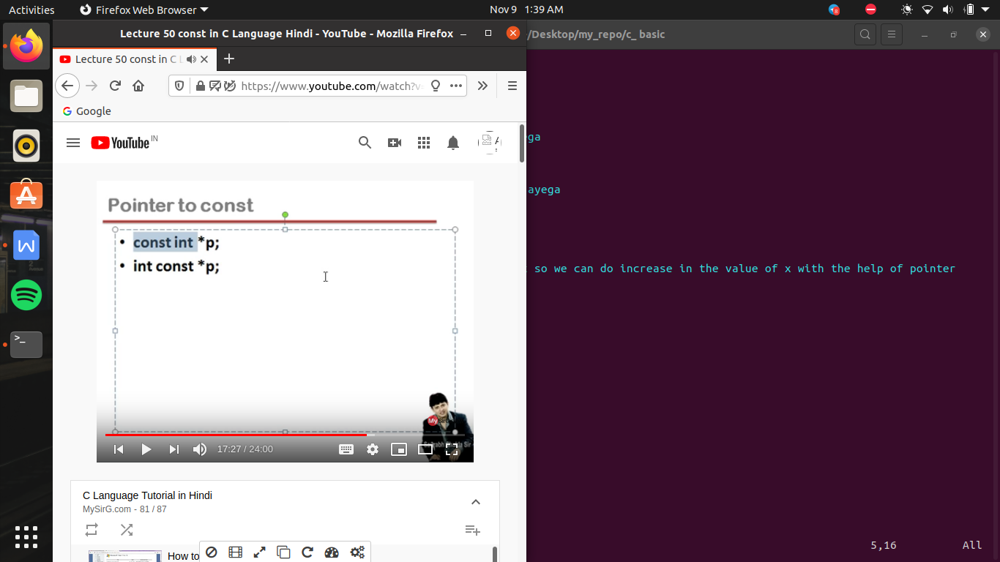 Activities
Firefox Web Browser
Nov 9 1:39 AM
8
Lecture 50 const in C Language Hindi - YouTube - Mozilla Firefox
/Desktop/my_repo/c_ basic
Lecture 50 const in C L
https://www.youtube.com/watch?v=
Google
YouTube IN
Pointer to const
• const int *p;
• int const *p;
17:27 / 24:00
C Language Tutorial in Hindi
MySirG.com - 81 / 87
How to
ga
ayega
so we can do increase in the value of x with the help of pointer
5,16
All